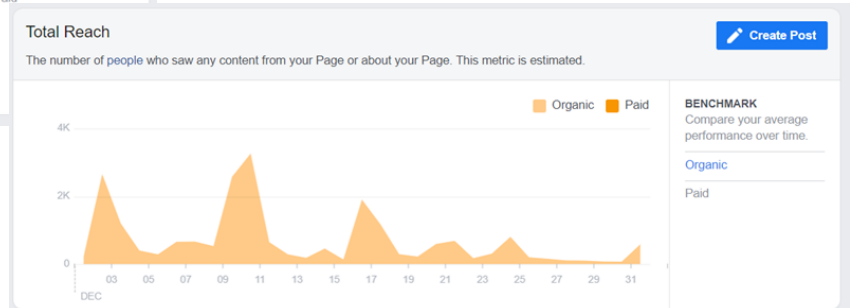 Total Reach
Create Post
The number of people who saw any content from your Page or about your Page. This metric is estimated.
Organic Paid
BENCHMARK
Compare your average
performance over time.
Organic
Paid
4K
2K
0
03 05 07 09 11 13 15 17 19 21 23 25 27 29 31
DEC